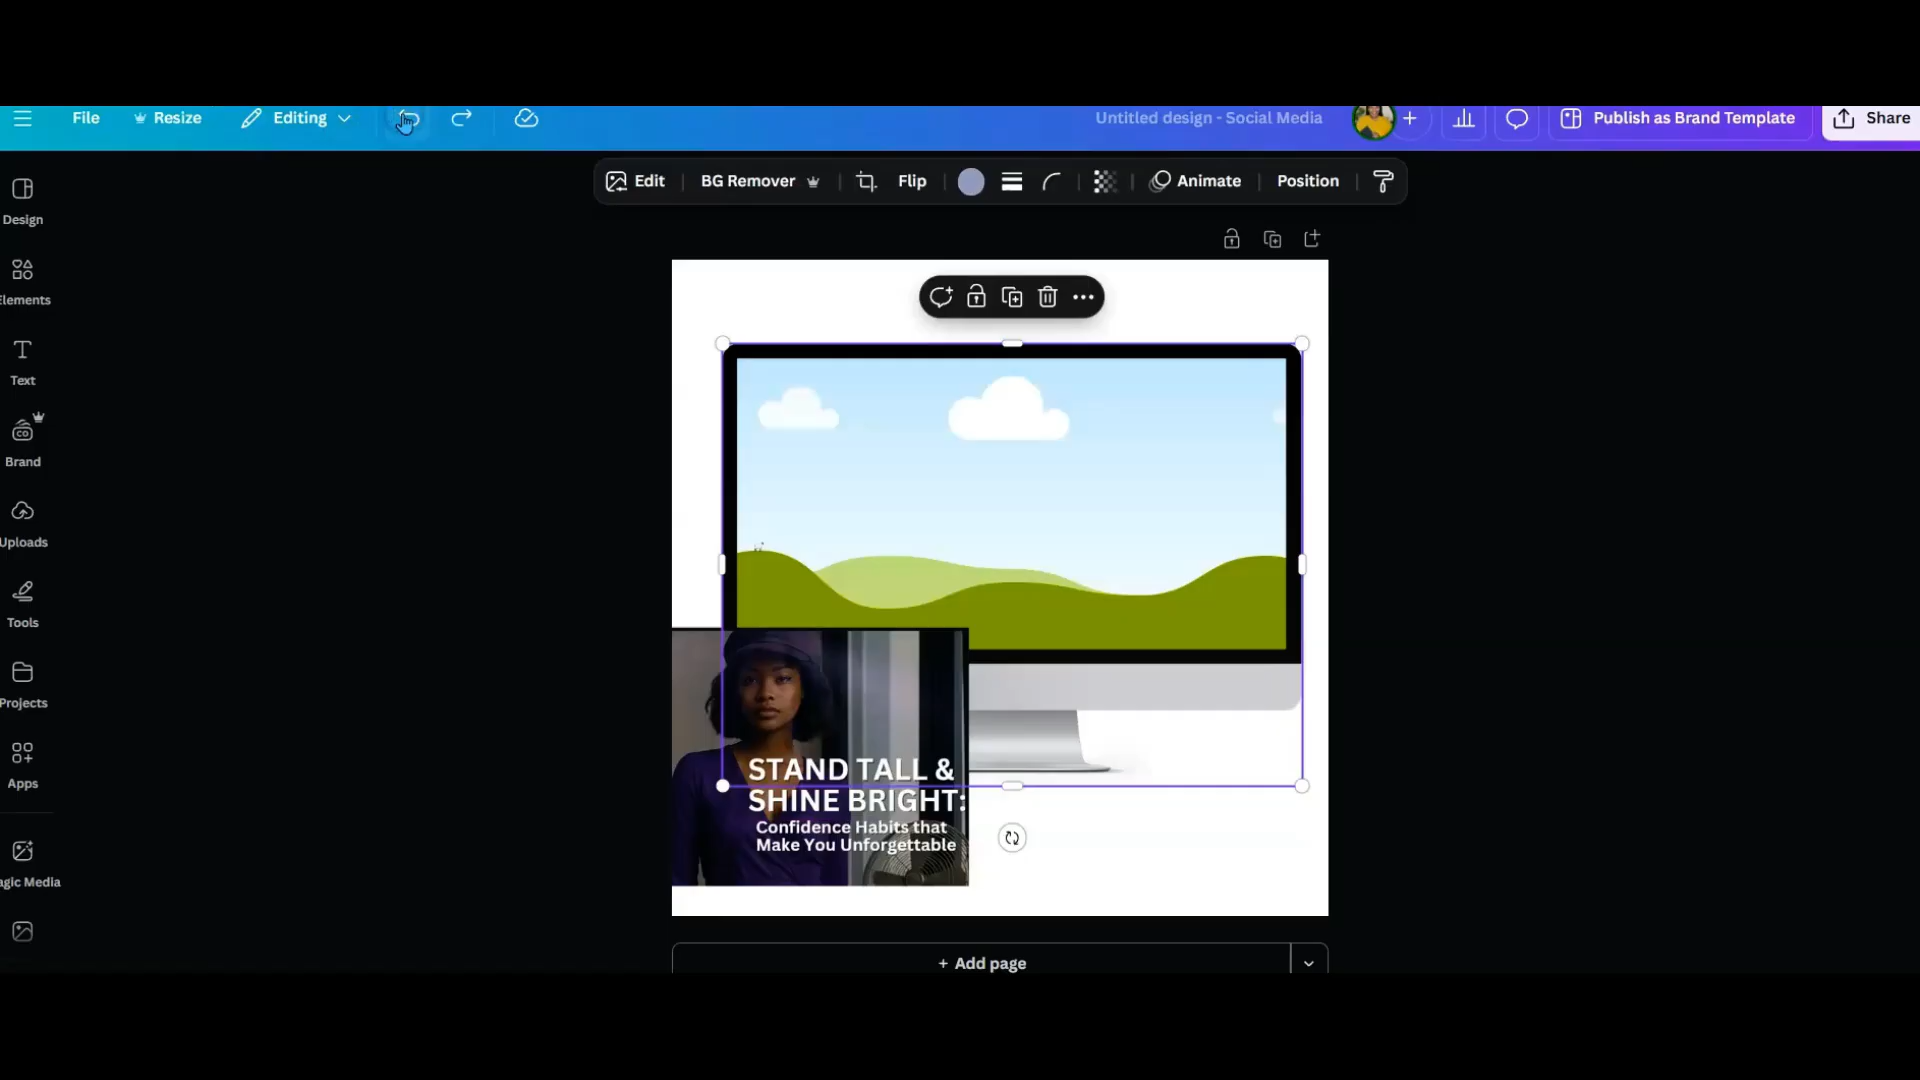 File
Resize
Editing
Untitled design - Social Media
Publish as Brand Template
Share
Edit
BG Remover
Flip
Animate
Position
Design
Elements
Text
Brand
Uploads
Tools
Projects
Apps
agic Media
STAND TALL &
SHINE BRIGHT:
Confidence Habits that
Make You Unforgettable
+ Add page